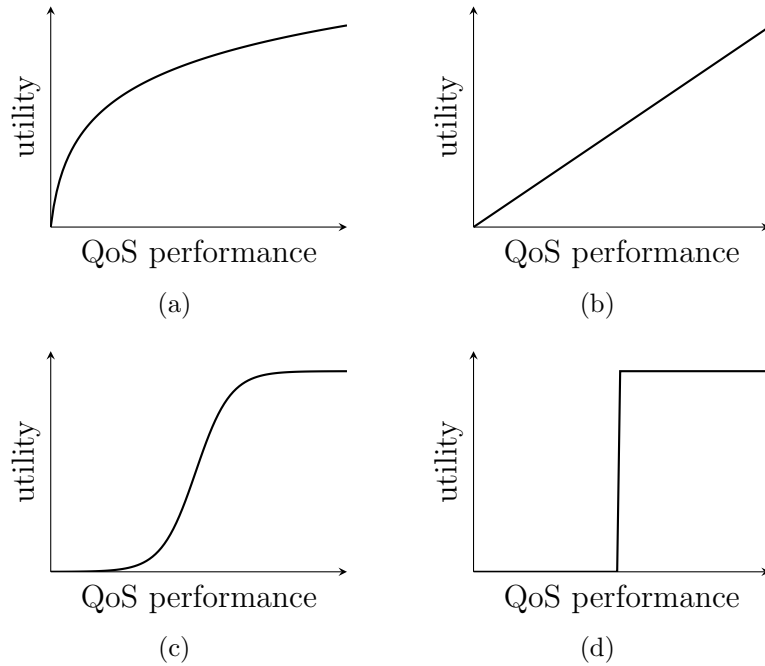 utility
QoS performance
(a)
utility
QoS performance
(b)
utility
QoS performance
(c)
utility
QoS performance
(d)